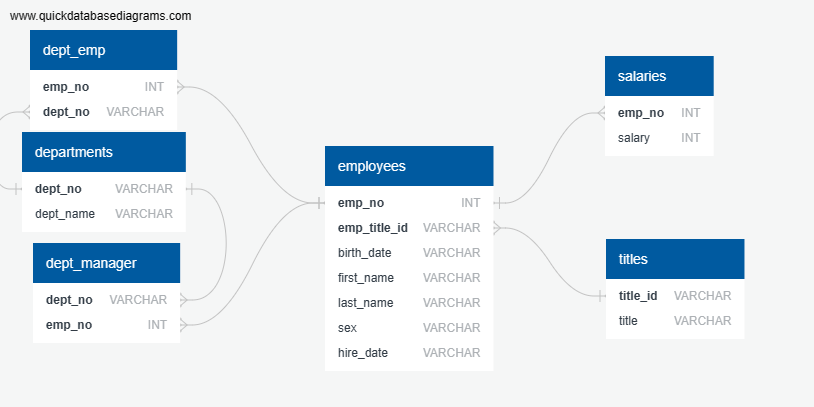 www.quickdatabasediagrams.com
dept_emp
emp_no INT
dept_no VARCHAR
departments
dept_no VARCHAR
dept_name VARCHAR
dept_manager
dept_no VARCHAR
emp_no INT
employees
emp_no INT
emp_title_id VARCHAR
birth_date VARCHAR
first_name VARCHAR
last_name VARCHAR
sex VARCHAR
hire_date VARCHAR
salaries
emp_no INT
salary INT
titles
title_id VARCHAR
title VARCHAR